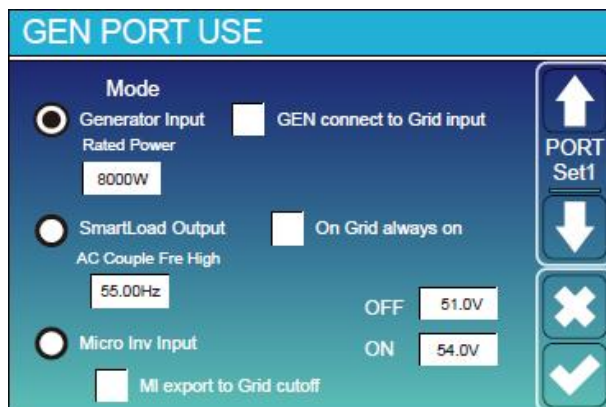 GEN PORT USE
Mode
Generator Input GEN connect to Grid input
Rated Power
8000W
PORT
Set1
SmartLoad Output On Grid always on
AC Couple Fre High
55.00Hz
OFF 51.0V
Micro Inv Input ON 54.0V
MI export to Grid cutoff